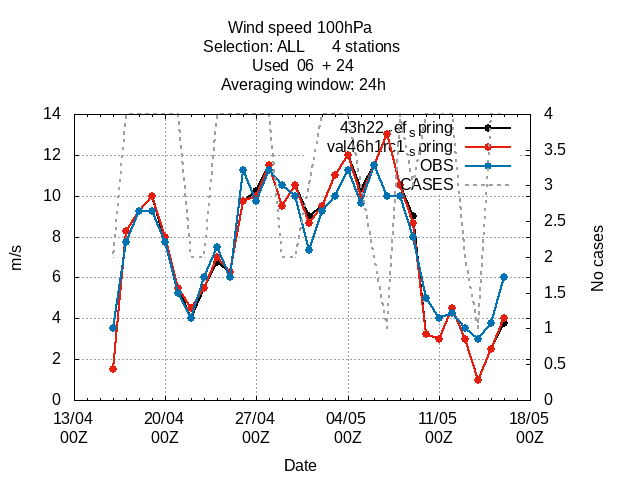 Wind speed 100hPa
Selection: ALL 4 stations
Used 06 + 24
Averaging window: 24h
43h22_refspring
val46h1rc1_spring
OBS
CASES
14
12
10
8
6
4
2
0
m/s
4
3.5
3
2.5
2
1.5
1
0.5
0
No cases
13/04 20/04 27/04 04/05 11/05 18/05
00Z 00Z 00Z 00Z 00Z 00Z
Date